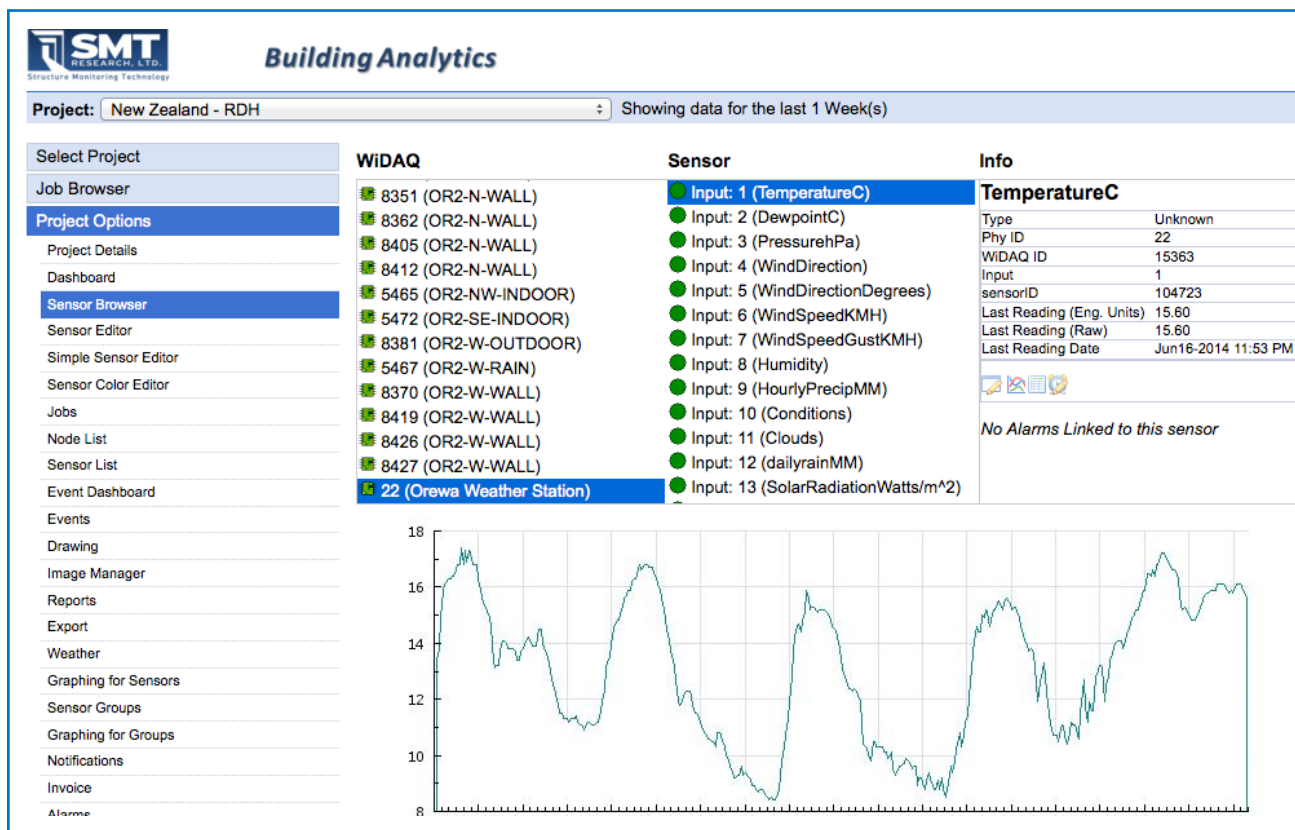 SMT
RESEARCH, LTD.
Structure Monitoring Technology
Building Analytics
Project: New Zealand - RDH Showing data for the last 1 Week(s)
Select Project
Job Browser
Project Options
Project Details
Dashboard
Sensor Browser
Sensor Editor
Simple Sensor Editor
Sensor Color Editor
Jobs
Node List
Sensor List
Event Dashboard
Events
Drawing
Image Manager
Reports
Export
Weather
Graphing for Sensors
Sensor Groups
Graphing for Groups
Notifications
Invoice
Alarms
WiDAQ
8351 (OR2-N-WALL)
8362 (OR2-N-WALL)
8405 (OR2-N-WALL)
8412 (OR2-N-WALL)
5465 (OR2-NW-INDOOR)
5472 (OR2-SE-INDOOR)
8381 (OR2-W-OUTDOOR)
5467 (OR2-W-RAIN)
8370 (OR2-W-WALL)
8419 (OR2-W-WALL)
8426 (OR2-W-WALL)
8427 (OR2-W-WALL)
22 (Orewa Weather Station)
Sensor
Input: 1 (TemperatureC)
Input: 2 (DewpointC)
Input: 3 (PressurehPa)
Input: 4 (WindDirection)
Input: 5 (WindDirectionDegrees)
Input: 6 (WindSpeedKMH)
Input: 7 (WindSpeedGustKMH)
Input: 8 (Humidity)
Input: 9 (HourlyPrecipMM)
Input: 10 (Conditions)
Input: 11 (Clouds)
Input: 12 (dailyrainMM)
Input: 13 (SolarRadiationWatts/m^2)
Info
TemperatureC
Type Unknown
Phy ID 22
WiDAQ ID 15363
Input 1
sensorID 104723
Last Reading (Eng. Units) 15.60
Last Reading (Raw) 15.60
Last Reading Date Jun16-2014 11:53 PM
No Alarms Linked to this sensor
18
16
14
12
10
8